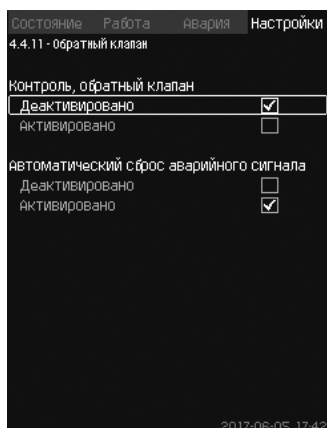 Состояние Работа Авария Настройки
4.4.11 - Обратный клапан
Контроль, обратный клапан
Деактивировано
Активировано
Автоматический сброс аварийного сигнала
Деактивировано
Активировано
2017-06-05 17:42